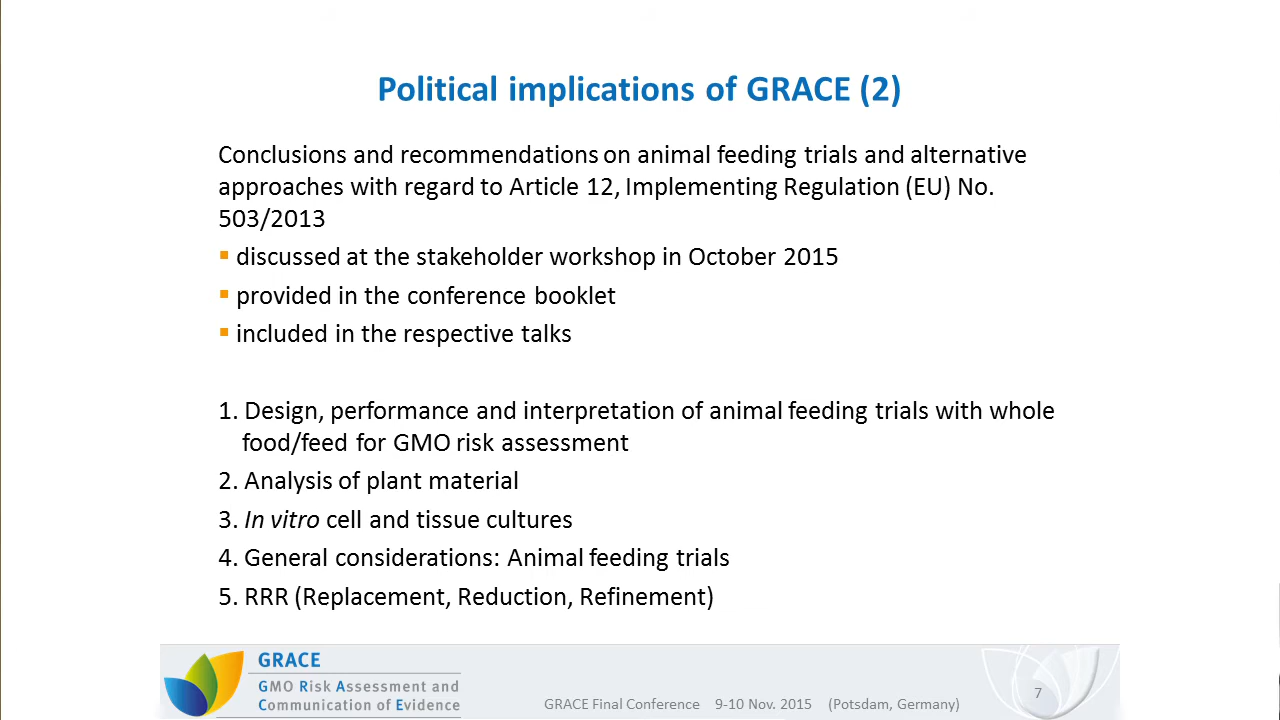 Political implications of GRACE (2)
Conclusions and recommendations on animal feeding trials and alternative
approaches with regard to Article 12, Implementing Regulation (EU) No.
503/2013
▪ discussed at the stakeholder workshop in October 2015
▪ provided in the conference booklet
▪ included in the respective talks
1. Design, performance and interpretation of animal feeding trials with whole
food/feed for GMO risk assessment
2. Analysis of plant material
3. In vitro cell and tissue cultures
4. General considerations: Animal feeding trials
5. RRR (Replacement, Reduction, Refinement)
GRACE
GMO Risk Assessment and
Communication of Evidence
GRACE Final Conference 9-10 Nov. 2015 (Potsdam, Germany)
7